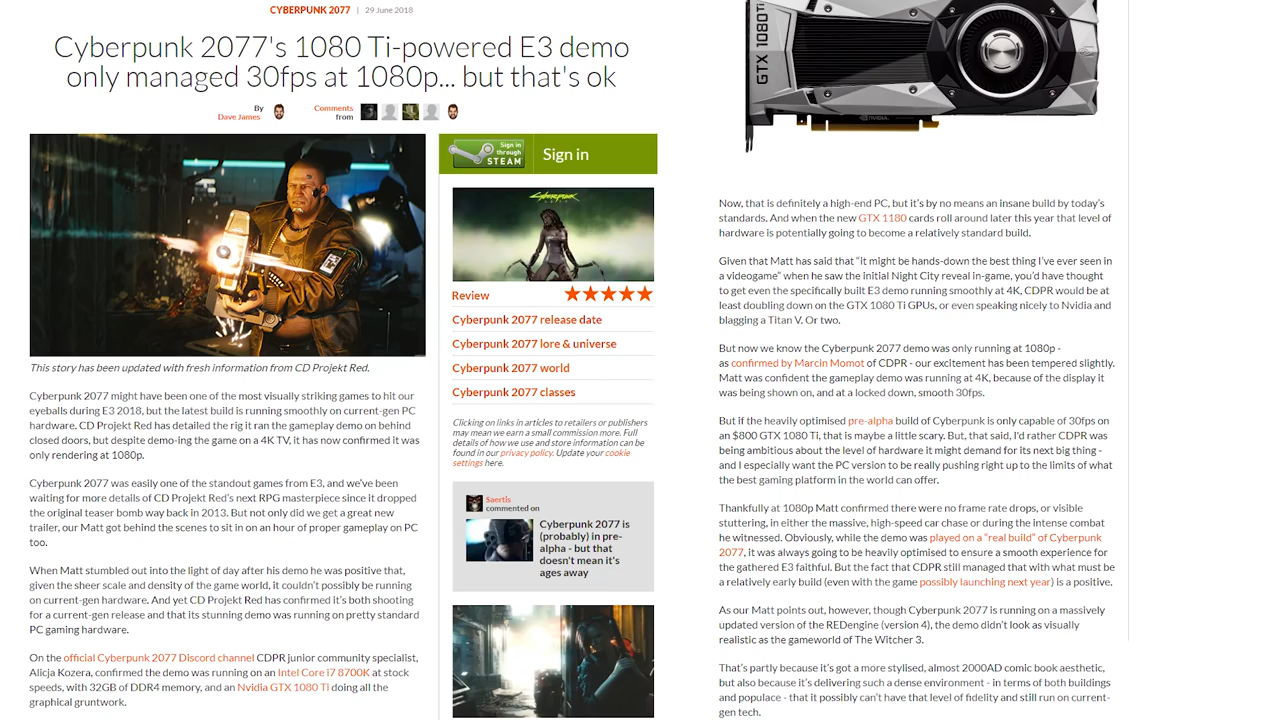 CYBERPUNK 2077 | 29 June 2018
Cyberpunk 2077's 1080 Ti-powered E3 demo
only managed 30fps at 1080p... but that's ok
By
Dave James
Comments
from
This story has been updated with fresh information from CD Projekt Red.
Cyberpunk 2077 might have been one of the most visually striking games to hit our
eyeballs during E3 2018, but the latest build is running smoothly on current-gen PC
hardware. CD Projekt Red has detailed the rig it ran the gameplay demo on behind
closed doors, but despite demo-ing the game on a 4K TV, it has now confirmed it was
only rendering at 1080p.
Cyberpunk 2077 was easily one of the standout games from E3, and we've been
waiting for more details of CD Projekt Red's next RPG masterpiece since it dropped
the original teaser bomb way back in 2013. But not only did we get a great new
trailer, our Matt got behind the scenes to sit in on an hour of proper gameplay on PC
too.
When Matt stumbled out into the light of day after his demo he was positive that,
given the sheer scale and density of the game world, it couldn't possibly be running
on current-gen hardware. And yet CD Projekt Red has confirmed it's both shooting
for a current-gen release and that its stunning demo was running on pretty standard
PC gaming hardware.
On the official Cyberpunk 2077 Discord channel CDPR junior community specialist,
Alicja Kozera, confirmed the demo was running on an Intel Core i7 8700K at stock
speeds, with 32GB of DDR4 memory, and an Nvidia GTX 1080 Ti doing all the
graphical gruntwork.
Sign in
through
STEAM
Sign in
CYBERPUNK
Review
Cyberpunk 2077 release date
Cyberpunk 2077 lore & universe
Cyberpunk 2077 world
Cyberpunk 2077 classes
Clicking on links in articles to retailers or publishers
may mean we earn a small commission more. Full
details of how we use and store information can be
found in our privacy policy. Update your cookie
settings here.
Saertis
commented on
Cyberpunk 2077 is
(probably) in pre-
alpha - but that
doesn't mean it's
ages away
GTX 1080Ti
NVIDIA
Now, that is definitely a high-end PC, but it's by no means an insane build by today's
standards. And when the new GTX 1180 cards roll around later this year that level of
hardware is potentially going to become a relatively standard build.
Given that Matt has said that "it might be hands-down the best thing I've ever seen in
a videogame" when he saw the initial Night City reveal in-game, you'd have thought
to get even the specifically built E3 demo running smoothly at 4K, CDPR would be at
least doubling down on the GTX 1080 Ti GPUs, or even speaking nicely to Nvidia and
blagging a Titan V. Or two.
But now we know the Cyberpunk 2077 demo was only running at 1080p -
as confirmed by Marcin Momot of CDPR - our excitement has been tempered slightly.
Matt was confident the gameplay demo was running at 4K, because of the display it
was being shown on, and at a locked down, smooth 30fps.
But if the heavily optimised pre-alpha build of Cyberpunk is only capable of 30fps on
an $800 GTX 1080 Ti, that is maybe a little scary. But, that said, I'd rather CDPR was
being ambitious about the level of hardware it might demand for its next big thing -
and I especially want the PC version to be really pushing right up to the limits of what
the best gaming platform in the world can offer.
Thankfully at 1080p Matt confirmed there were no frame rate drops, or visible
stuttering, in either the massive, high-speed car chase or during the intense combat
he witnessed. Obviously, while the demo was played on a "real build" of Cyberpunk
2077, it was always going to be heavily optimised to ensure a smooth experience for
the gathered E3 faithful. But the fact that CDPR still managed that with what must be
a relatively early build (even with the game possibly launching next year) is a positive.
As our Matt points out, however, though Cyberpunk 2077 is running on a massively
updated version of the REDengine (version 4), the demo didn't look as visually
realistic as the gameworld of The Witcher 3.
That's partly because it's got a more stylised, almost 2000AD comic book aesthetic,
but also because it's delivering such a dense environment - in terms of both buildings
and populace - that it possibly can't have that level of fidelity and still run on current-
gen tech.